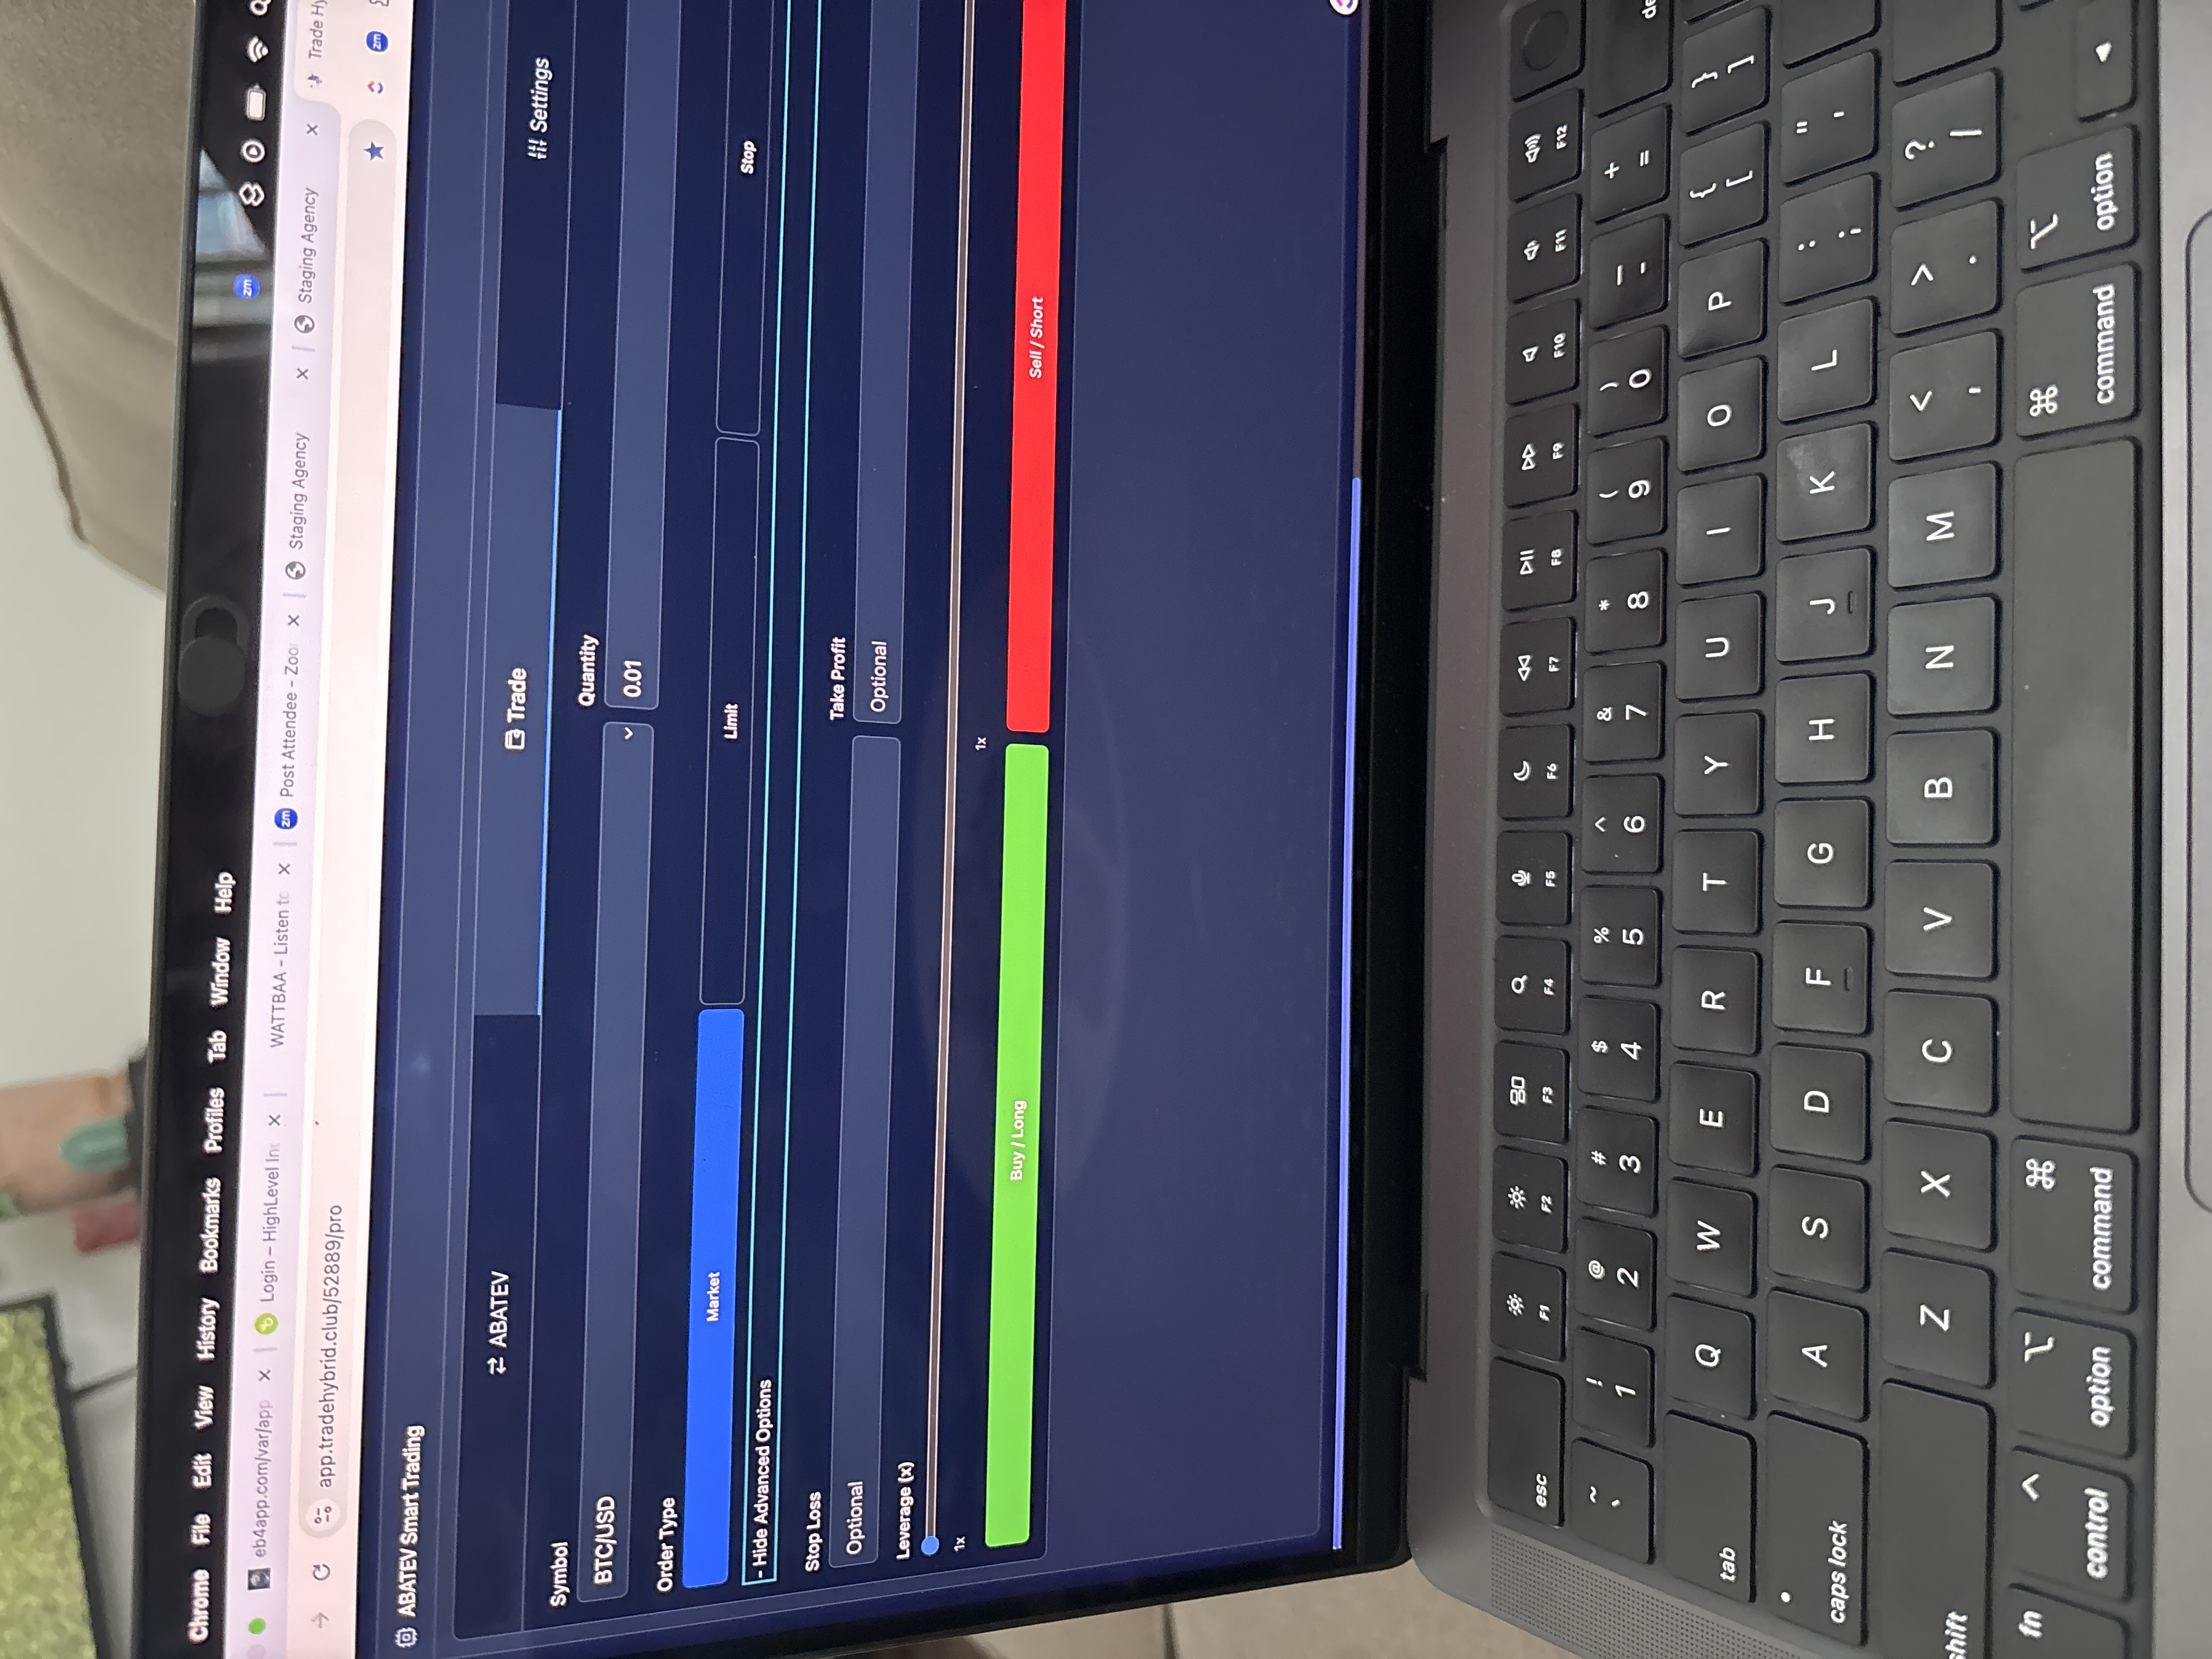 Chrome File Edit View History Bookmarks Profiles Tab Window Help
zm
eb4app.com/var/app
Login – HighLevel In
WATTBAA - Listen to
zm Post Attendee - Zoo
Staging Agency
Staging Agency
Trade Hy
app.tradehybrid.club/52889/pro
zm
ABATEV Smart Trading
ABATEV Trade Settings
Symbol Quantity
BTC/USD 0.01
Order Type
Market Limit Stop
- Hide Advanced Options
Stop Loss Take Profit
Optional Optional
Leverage (x)
1x 1x
Buy / Long Sell / Short
esc F1 F2 F3 F4 F5 F6 F7 F8 F9 F10 F11 F12
~ ! @ # $ % ^ & * ( ) — +
` 1 2 3 4 5 6 7 8 9 0 - =
de
tab Q W E R T Y U I O P { [ } ]
caps lock A S D F G H J K L : ; " '
shift Z X C V B N M < , > . ? /
fn control option command command option